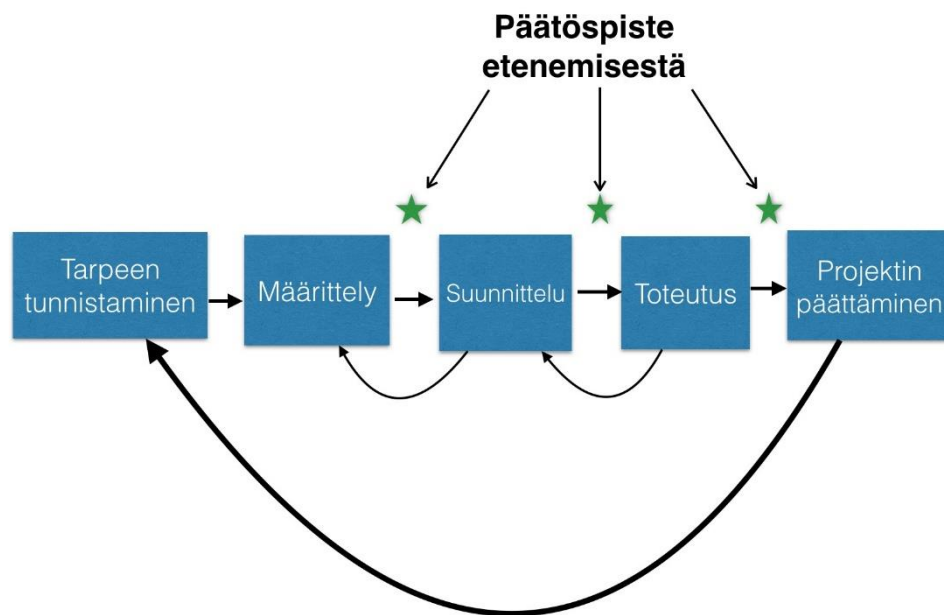 Päätöspiste
etenemisestä
Tarpeen
tunnistaminen
Määrittely
Suunnittelu
Toteutus
Projektin
päättäminen